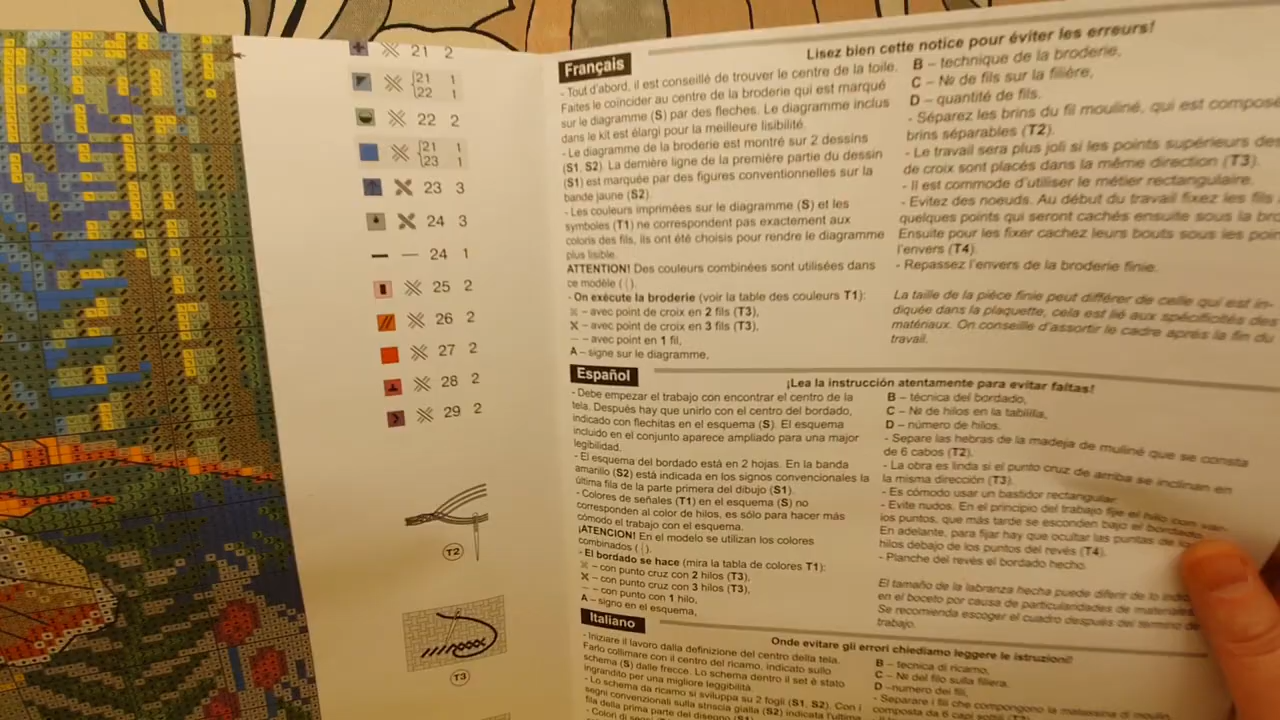 21 2
21 1
22 1
22 2
21 1
23 1
23 3
24 3
24 1
25 2
26 2
27 2
28 2
29 2
T2
T3
Français
Lisez bien cette notice pour éviter les erreurs!
- Tout d'abord, il est conseillé de trouver le centre de la toile.
Faites le coïncider au centre de la broderie qui est marqué
sur le diagramme (S) par des fleches. Le diagramme inclus
dans le kit est élargi pour la meilleure lisibilité.
- Le diagramme de la broderie est montré sur 2 dessins
(S1, S2). La dernière ligne de la première partie du dessin
(S1) est marquée par des figures conventionnelles sur la
bande jaune (S2).
- Les couleurs imprimées sur le diagramme (S) et les
symboles (T1) ne correspondent pas exactement aux
coloris des fils, ils ont été choisis pour rendre le diagramme
plus lisible.
ATTENTION! Des couleurs combinées sont utilisées dans
ce modèle ({).
- On exécute la broderie (voir la table des couleurs T1):
– avec point de croix en 2 fils (T3),
X – avec point de croix en 3 fils (T3),
— – avec point en 1 fil,
A – signe sur le diagramme,
B – technique de la broderie,
C – № de fils sur la filière,
D – quantité de fils.
- Séparez les brins du fil mouliné, qui est composé
brins séparables (T2).
- Le travail sera plus joli si les points supérieurs des
de croix sont placés dans la même direction (T3).
- Il est commode d'utiliser le métier rectangulaire.
- Evitez des noeuds. Au début du travail fixez les fils
quelques points qui seront cachés ensuite sous la bro
Ensuite pour les fixer cachez leurs bouts sous les poin
l'envers (T4).
- Repassez l'envers de la broderie finie.
La taille de la pièce finie peut différer de celle qui est in-
diquée dans la plaquette, cela est lié aux spécificités des
matériaux. On conseille d'assortir le cadre après la fin du
travail.
Español
¡Lea la instrucción atentamente para evitar faltas!
- Debe empezar el trabajo con encontrar el centro de la
tela. Después hay que unirlo con el centro del bordado,
indicado con flechitas en el esquema (S). El esquema
incluido en el conjunto aparece ampliado para una major
legibilidad.
- El esquema del bordado está en 2 hojas. En la banda
amarillo (S2) está indicada en los signos convencionales la
última fila de la parte primera del dibujo (S1).
- Colores de señales (T1) en el esquema (S) no
corresponden al color de hilos, es sólo para hacer más
cómodo el trabajo con el esquema.
¡ATENCION! En el modelo se utilizan los colores
combinados ({).
- El bordado se hace (mira la tabla de colores T1):
– con punto cruz con 2 hilos (T3),
X – con punto cruz con 3 hilos (T3),
— – con punto con 1 hilo,
A – signo en el esquema,
B – técnica del bordado,
C – № de hilos en la tablilla,
D – número de hilos.
- Separe las hebras de la madeja de muliné que se consta
de 6 cabos (T2).
- La obra es linda si el punto cruz de arriba se inclinan en
la misma dirección (T3).
- Es cómodo usar un bastidor rectangular.
- Evite nudos. En el principio del trabajo fije el hilo con
los puntos, que más tarde se esconden bajo el bordado.
En adelante, para fijar hay que ocultar las puntas de los
hilos debajo de los puntos del revés (T4).
- Planche del revés el bordado hecho.
El tamaño de la labranza hecha puede diferir de lo
en el boceto por causa de particularidades de materiales
Se recomienda escoger el cuadro después del término de
trabajo.
Italiano
Onde evitare gli errori chiediamo leggere le istruzioni!
- Iniziare il lavoro dalla definizione del centro della tela.
Farlo collimare con il centro del ricamo, indicato sullo
schema (S) dalle frecce. Lo schema dentro il set è stato
ingrandito per una migliore leggibilità.
- Lo schema da ricamo si sviluppa su 2 fogli (S1, S2). Con i
segni convenzionali sulla striscia gialla (S2) indicata l'ultima
fila della prima parte del disegno (S1).
B – tecnica di ricamo,
C – № del filo sulla filiera.
D –numero dei fili,
- Separare i fili che compongono la matassina di
composta da 6 capi